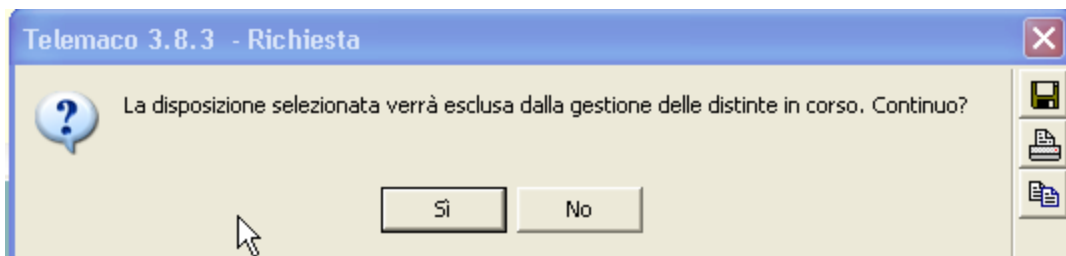 Telemaco 3.8.3 - Richiesta
La disposizione selezionata verrà esclusa dalla gestione delle distinte in corso. Continuo?
Sì
No